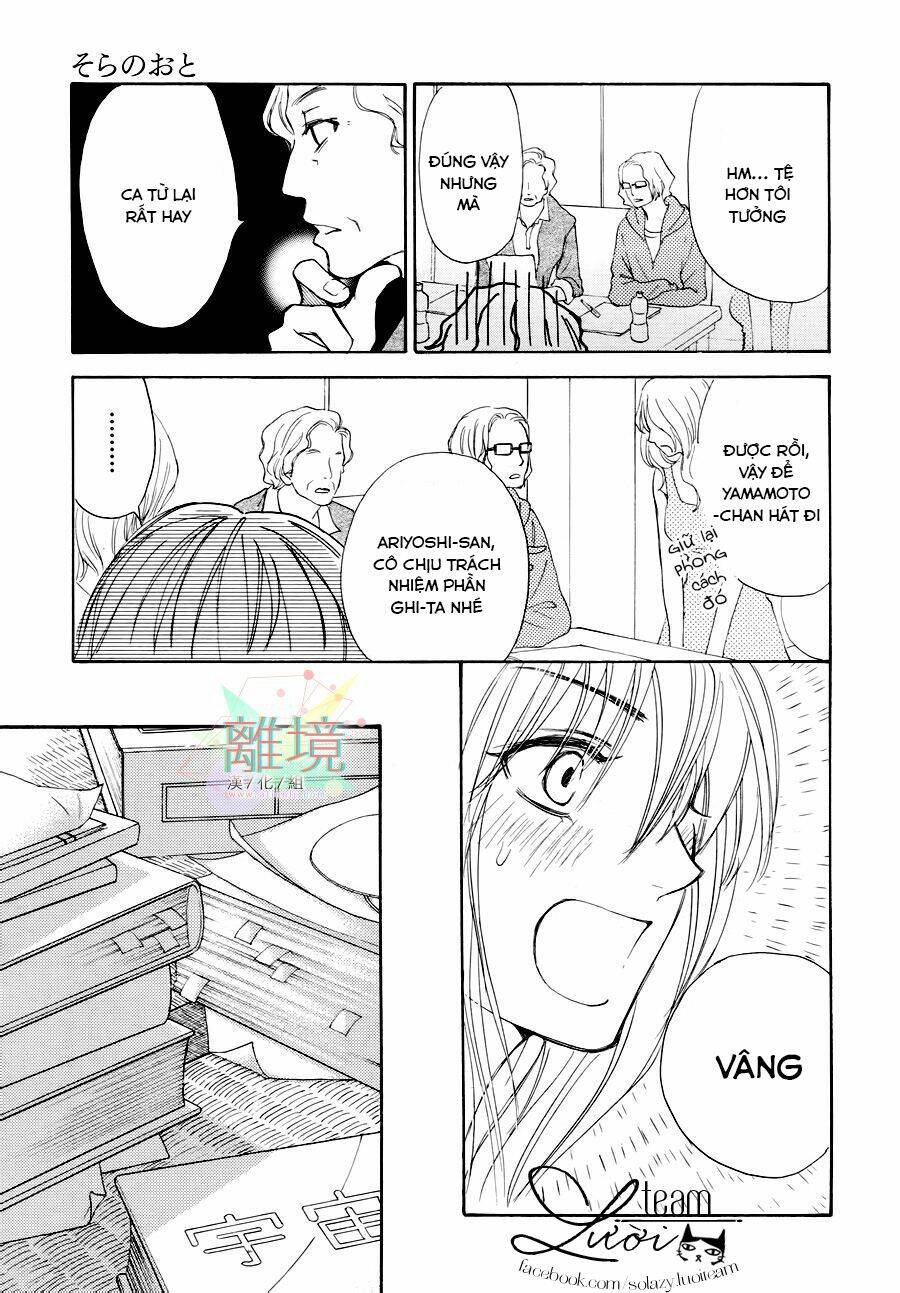 そらのおと
HM... TỆ
HƠN TÔI
TƯỞNG
ĐÚNG VẬY
NHƯNG
MÀ
CA TỪ LẠI
RẤT HAY
ĐƯỢC RỒI,
VẬY ĐỂ
YAMAMOTO
-CHAN HÁT ĐI
Giữ lại
phong
cách
đó
ARIYOSHI-SAN,
CÔ CHỊU TRÁCH
NHIỆM PHẦN
GHI-TA NHÉ
.........
VÂNG
離境
漢/化/組
宇宙
team
Lười
facebook.com/solazy.luoiteam